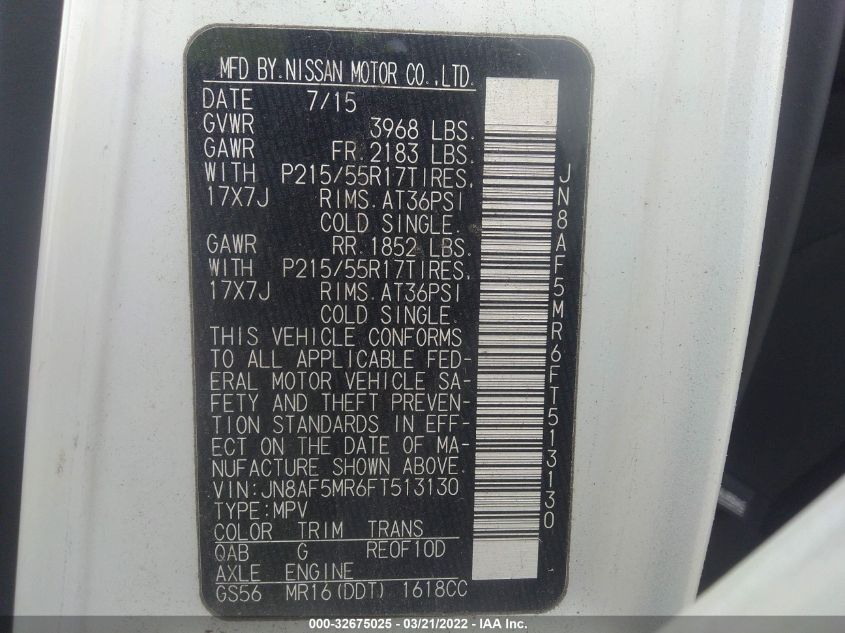 MFD BY.NISSAN MOTOR CO.,LTD.
DATE 7/15
GVWR 3968 LBS.
GAWR FR.2183 LBS.
WITH P215/55R17TIRES,
17X7J RIMS.AT36PSI
COLD SINGLE.
GAWR RR.1852 LBS.
WITH P215/55R17TIRES,
17X7J RIMS.AT36PSI
COLD SINGLE.
THIS VEHICLE CONFORMS
TO ALL APPLICABLE FED-
ERAL MOTOR VEHICLE SA-
FETY AND THEFT PREVEN-
TION STANDARDS IN EFF-
ECT ON THE DATE OF MA-
NUFACTURE SHOWN ABOVE.
VIN:JN8AF5MR6FT513130
TYPE:MPV
COLOR TRIM TRANS
QAB G RE0F10D
AXLE ENGINE
GS56 MR16(DDT) 1618CC
JN8AF5MR6FT513130
000-32675025 - 03/21/2022 - IAA Inc.